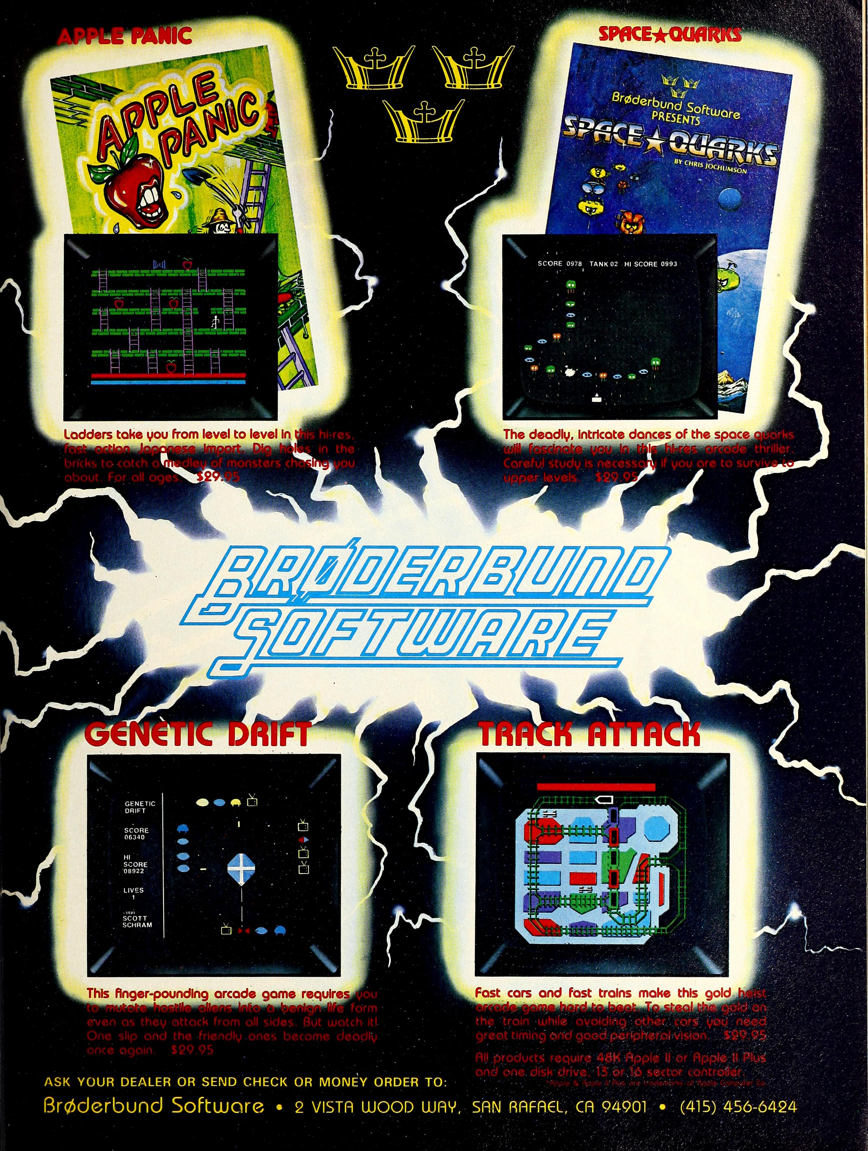 APPLE PANIC
APPLE
PANIC
Ladders take you from level to level in this hi-res,
fast action Japanese import. Dig holes in the
bricks to catch a medley of monsters chasing you
about. For all ages. $29.95
SPACE★QUARKS
Brøderbund Software
PRESENTS
SPACE★QUARKS
BY CHRIS JOCHUMSON
SCORE 0978 TANK 02 HI SCORE 0993
The deadly, intricate dances of the space quarks
will fascinate you in this hi-res arcade thriller.
Careful study is necessary if you are to survive to
upper levels. $29.95
BRØDERBUND
SOFTWARE
GENETIC DRIFT
GENETIC
DRIFT
SCORE
06340
HI
SCORE
08922
LIVES
1
1981
SCOTT
SCHRAM
This finger-pounding arcade game requires you
to mutate hostile aliens into a benign life form
even as they attack from all sides. But watch it!
One slip and the friendly ones become deadly
once again. $29.95
TRACK ATTACK
Fast cars and fast trains make this gold heist
arcade game hard to beat. To steal the gold on
the train while avoiding other cars you need
great timing and good peripheral vision. $29.95
All products require 48K Apple II or Apple II Plus
and one disk drive, 13 or 16 sector controller.
*Apple & Apple II Plus are trademarks of Apple Computer Co.
ASK YOUR DEALER OR SEND CHECK OR MONEY ORDER TO:
Brøderbund Software • 2 VISTA WOOD WAY, SAN RAFAEL, CA 94901 • (415) 456-6424